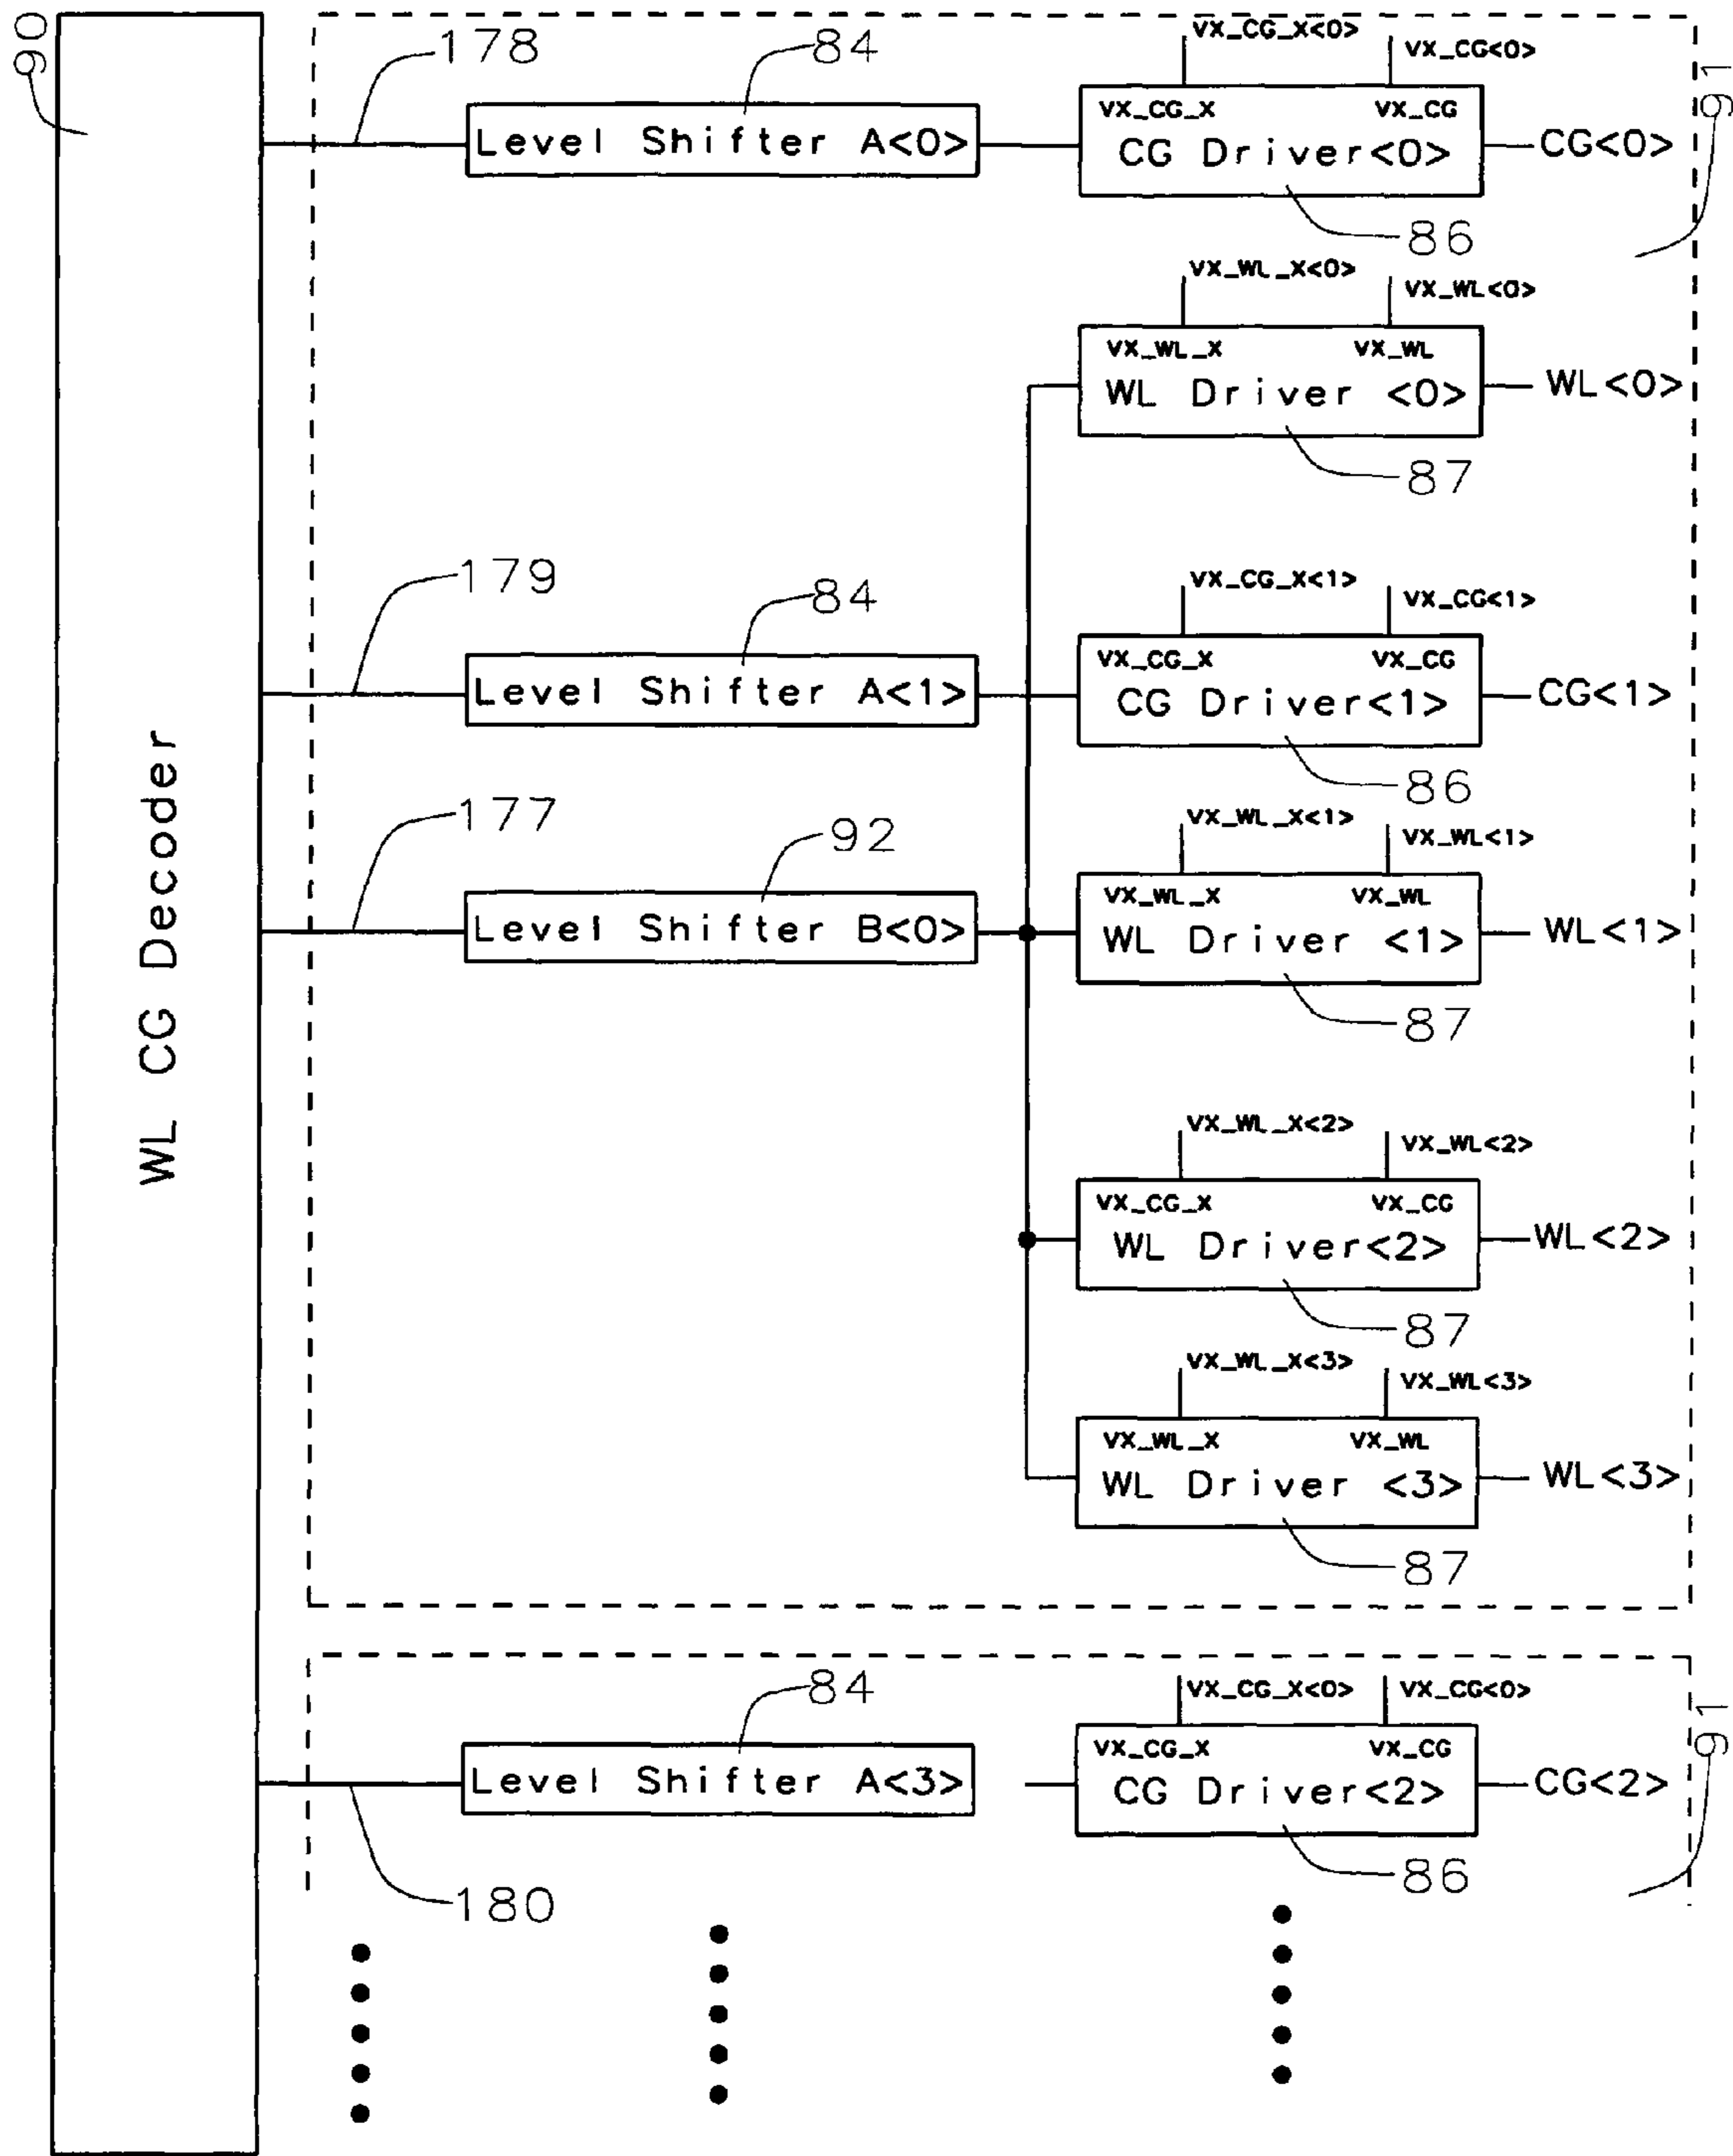 90
178
84
VX_CG_X<0>
VX_CG<0>
91
VX_CG_X VX_CG
Level Shifter A<0>
CG Driver<0>
CG<0>
86
VX_WL_X<0>
VX_WL<0>
VX_WL_X VX_WL
WL Driver <0>
WL<0>
87
179
84
VX_CG_X<1>
VX_CG<1>
VX_CG_X VX_CG
Level Shifter A<1>
CG Driver<1>
CG<1>
86
WL CG Decoder
177
92
VX_WL_X<1>
VX_WL<1>
VX_WL_X VX_WL
Level Shifter B<0>
WL Driver <1>
WL<1>
87
VX_WL_X<2>
VX_WL<2>
VX_CG_X VX_CG
WL Driver<2>
WL<2>
87
VX_WL_X<3>
VX_WL<3>
VX_WL_X VX_WL
WL Driver <3>
WL<3>
87
84
VX_CG_X<0>
VX_CG<0>
91
VX_CG_X VX_CG
Level Shifter A<3>
CG Driver<2>
CG<2>
86
180